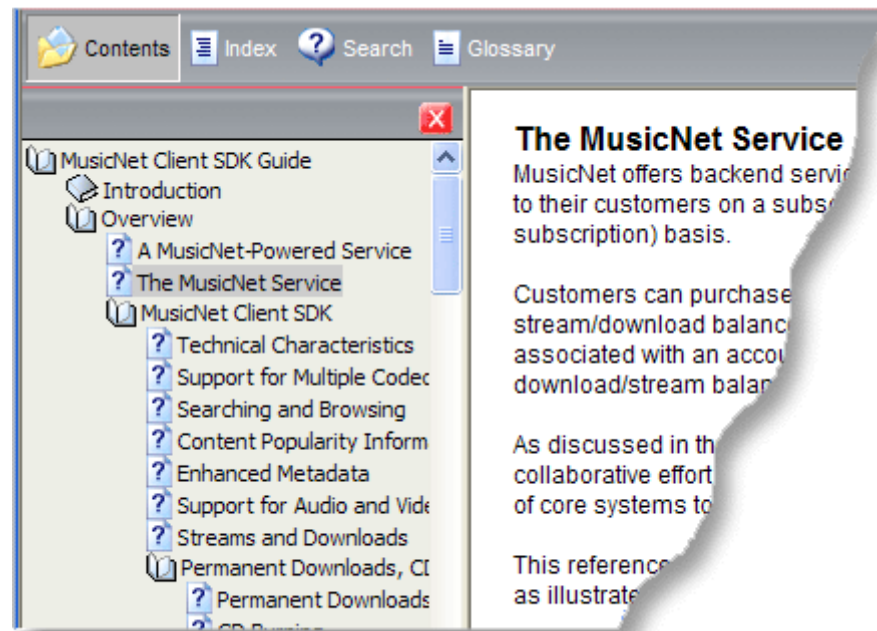 Contents Index Search Glossary
MusicNet Client SDK Guide
Introduction
Overview
A MusicNet-Powered Service
The MusicNet Service
MusicNet Client SDK
Technical Characteristics
Support for Multiple Codec
Searching and Browsing
Content Popularity Inform
Enhanced Metadata
Support for Audio and Vide
Streams and Downloads
Permanent Downloads, CD
Permanent Downloads
CD Burning
The MusicNet Service
MusicNet offers backend servic
to their customers on a subsc
subscription) basis.
Customers can purchase
stream/download balanc
associated with an accou
download/stream balan
As discussed in th
collaborative effort
of core systems to
This reference
as illustrate